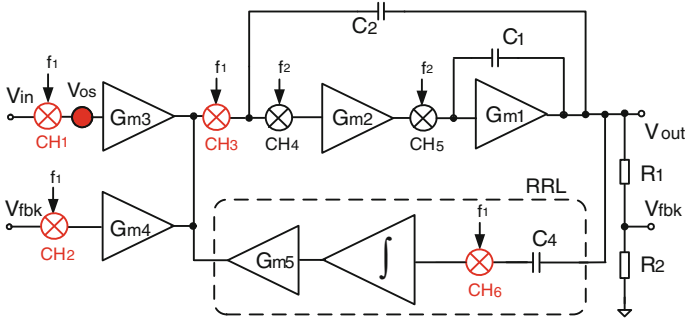 C2
f1
f1
f2
f2
C1
Vin
Vos
Gm3
Gm2
Gm1
CH1
CH3
CH4
CH5
Vout
f1
RRL
R1
Vfbk
Gm4
f1
C4
Vfbk
CH2
Gm5
∫
CH6
R2